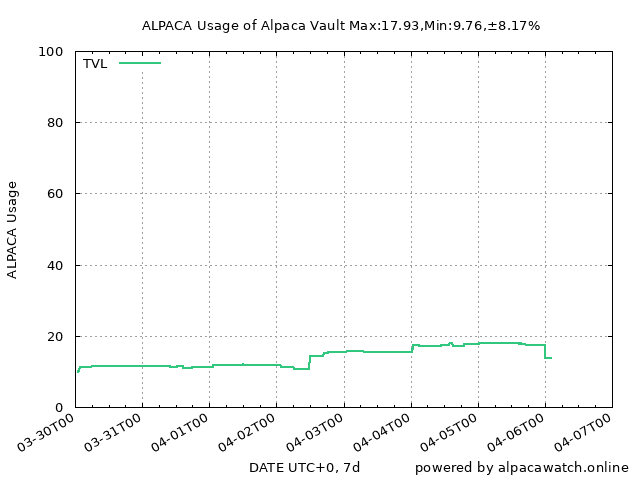 ALPACA Usage of Alpaca Vault Max:17.93,Min:9.76,±8.17%
100
TVL
80
60
ALPACA Usage
40
20
0
03-30T00 03-31T00 04-01T00 04-02T00 04-03T00 04-04T00 04-05T00 04-06T00 04-07T00
DATE UTC+0, 7d powered by alpacawatch.online